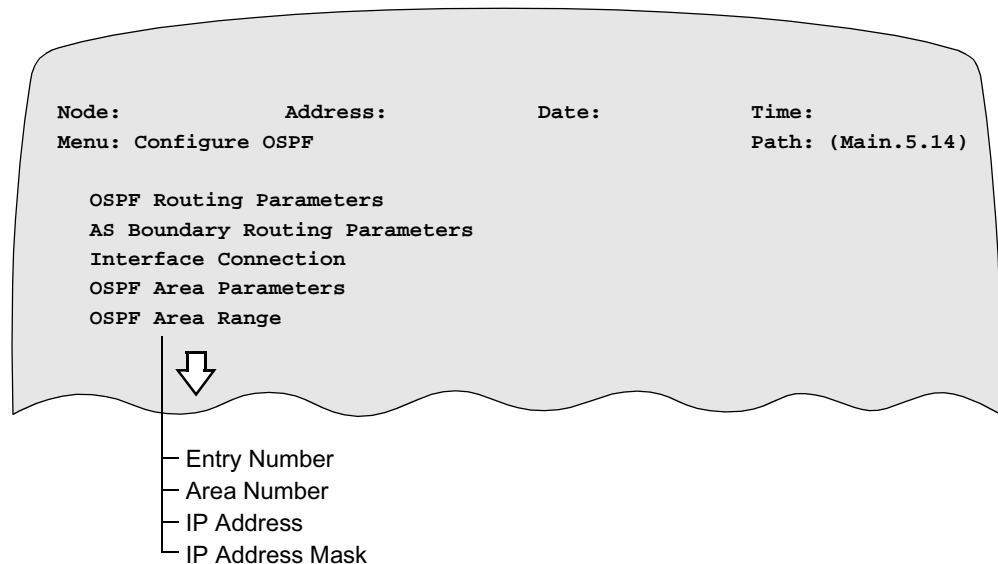 Node: Address: Date: Time:
Menu: Configure OSPF Path: (Main.5.14)
OSPF Routing Parameters
AS Boundary Routing Parameters
Interface Connection
OSPF Area Parameters
OSPF Area Range
Entry Number
Area Number
IP Address
IP Address Mask